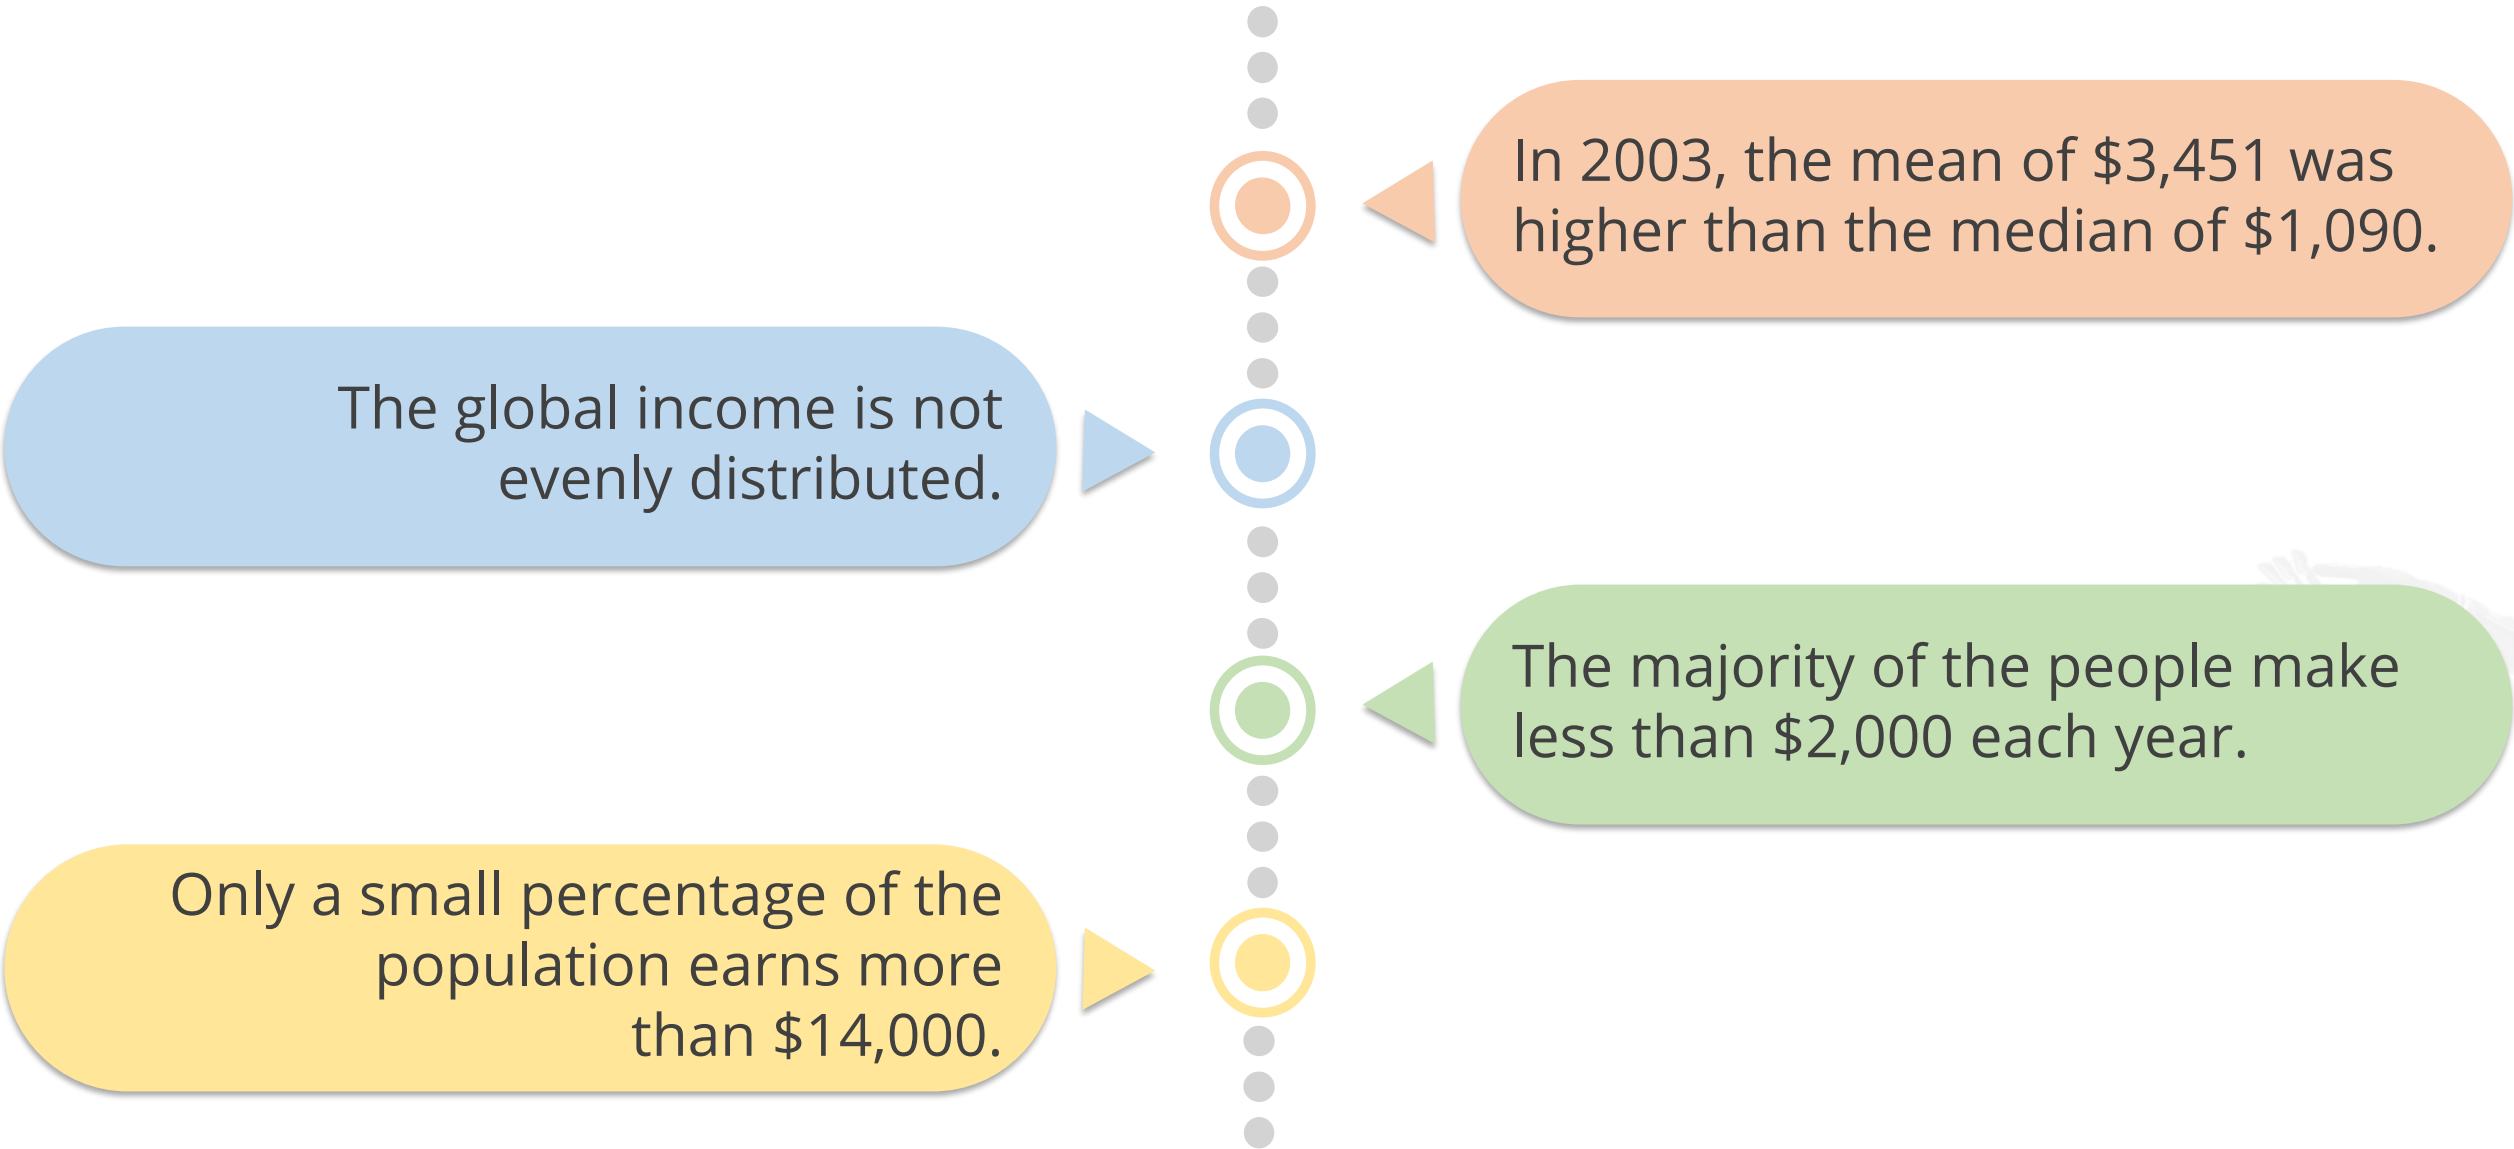 In 2003, the mean of $3,451 was
higher than the median of $1,090.
The global income is not
evenly distributed.
The majority of the people make
less than $2,000 each year.
Only a small percentage of the
population earns more
than $14,000.